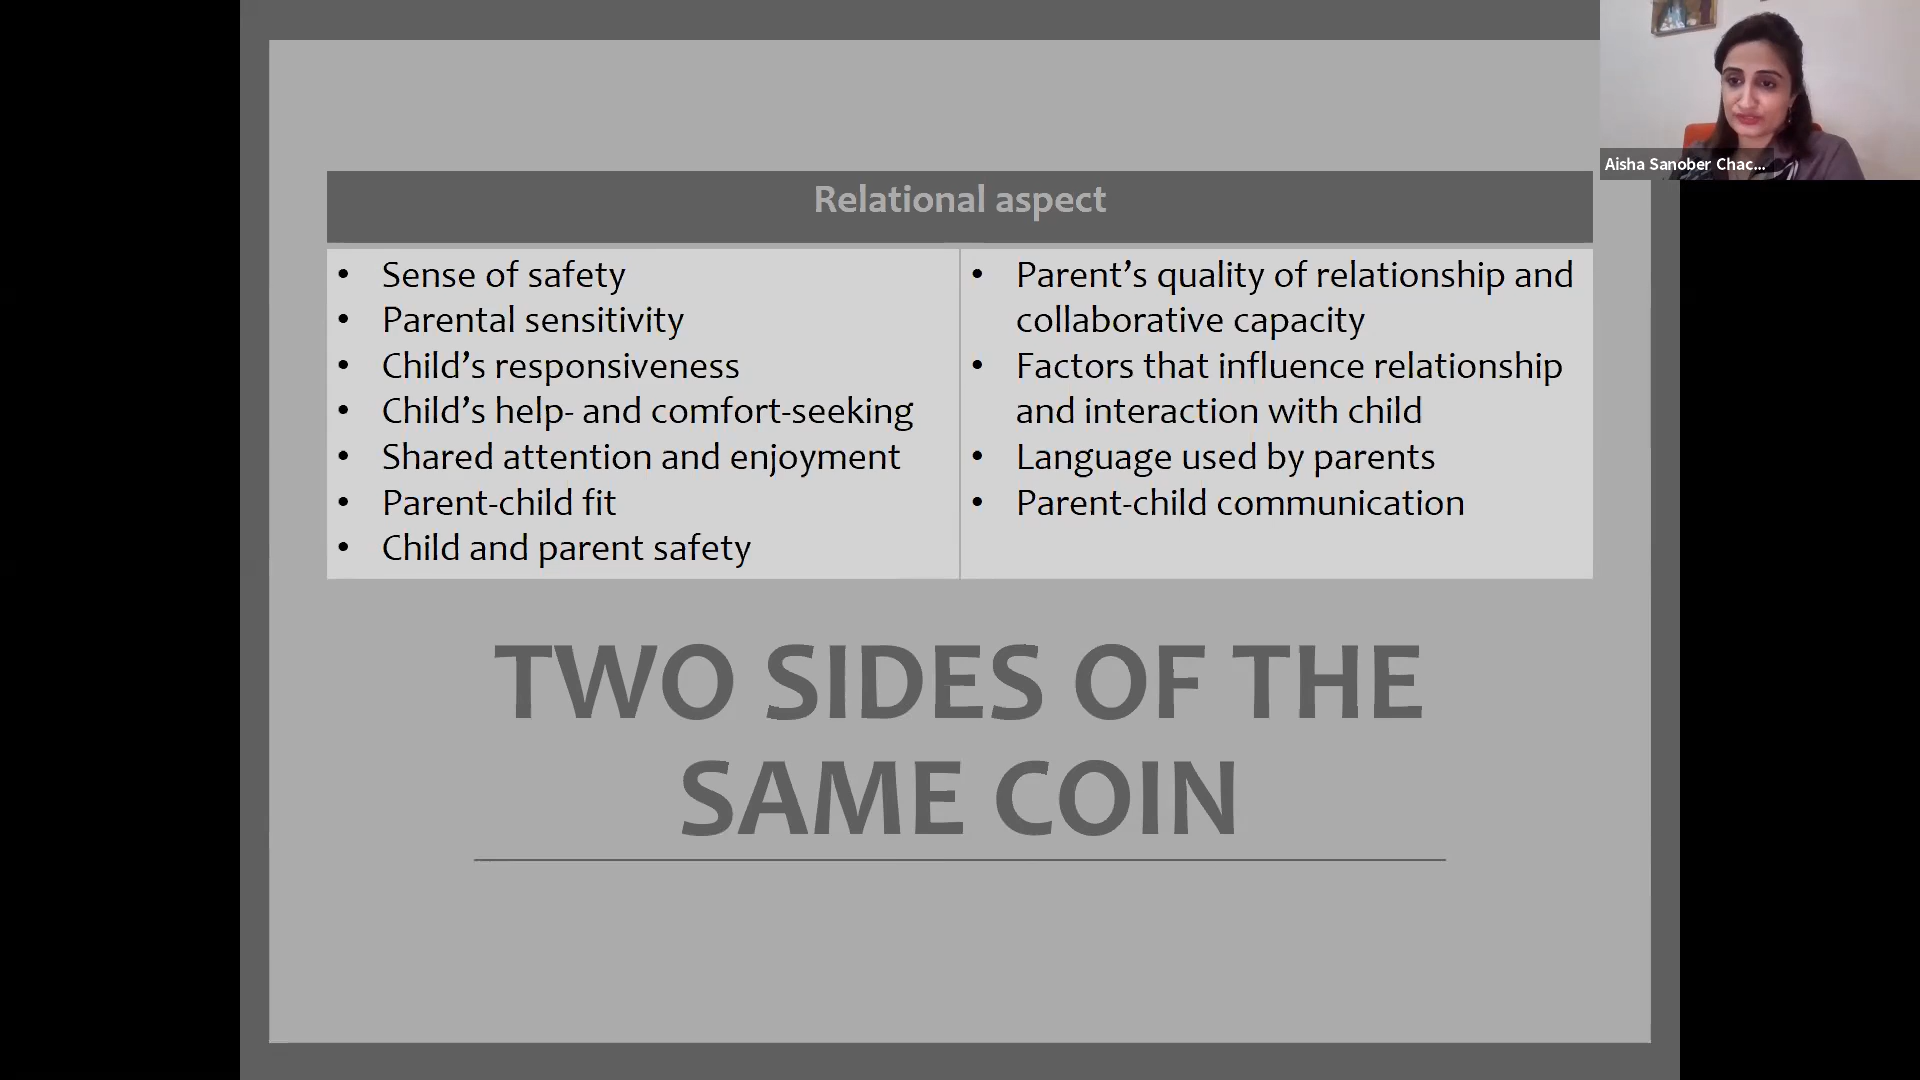 Relational aspect
• Sense of safety
• Parental sensitivity
• Child’s responsiveness
• Child’s help- and comfort-seeking
• Shared attention and enjoyment
• Parent-child fit
• Child and parent safety
• Parent’s quality of relationship and
collaborative capacity
• Factors that influence relationship
and interaction with child
• Language used by parents
• Parent-child communication
TWO SIDES OF THE
SAME COIN
Aisha Sanober Chac...